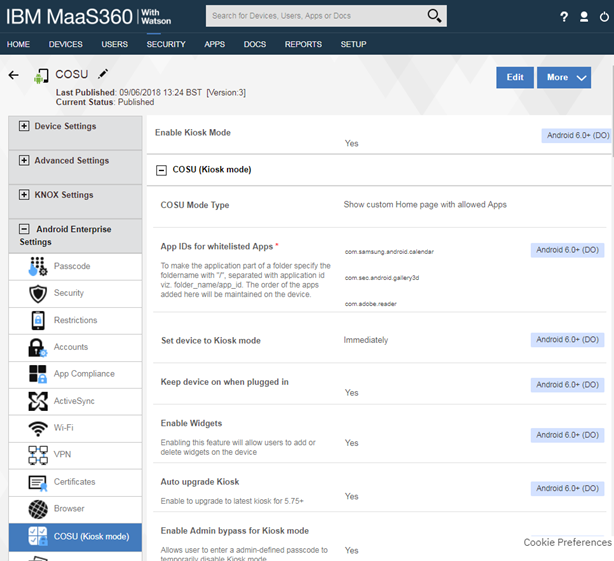 IBM MaaS360 With Watson
Search for Devices, Users, Apps or Docs
HOME DEVICES USERS SECURITY APPS DOCS REPORTS SETUP
COSU
Last Published: 09/06/2018 13:24 BST [Version:3]
Current Status: Published
Edit
More
Device Settings
Advanced Settings
KNOX Settings
Android Enterprise
Settings
Passcode
Security
Restrictions
Accounts
App Compliance
ActiveSync
Wi-Fi
VPN
Certificates
Browser
COSU (Kiosk mode)
Enable Kiosk Mode
Yes
Android 6.0+ (DO)
COSU (Kiosk mode)
COSU Mode Type
Show custom Home page with allowed Apps
App IDs for whitelisted Apps *
To make the application part of a folder specify the
foldername with "/", separated with application id
viz. folder_name/app_id. The order of the apps
added here will be maintained on the device.
com.samsung.android.calendar
com.sec.android.gallery3d
com.adobe.reader
Android 6.0+ (DO)
Set device to Kiosk mode
Immediately
Android 6.0+ (DO)
Keep device on when plugged in
Yes
Android 6.0+ (DO)
Enable Widgets
Enabling this feature will allow users to add or
delete widgets on the device
Yes
Android 6.0+ (DO)
Auto upgrade Kiosk
Enable to upgrade to latest kiosk for 5.75+
Yes
Android 6.0+ (DO)
Enable Admin bypass for Kiosk mode
Allows user to enter a admin-defined passcode to
temporarily disable Kiosk mode
Yes
Cookie Preferences